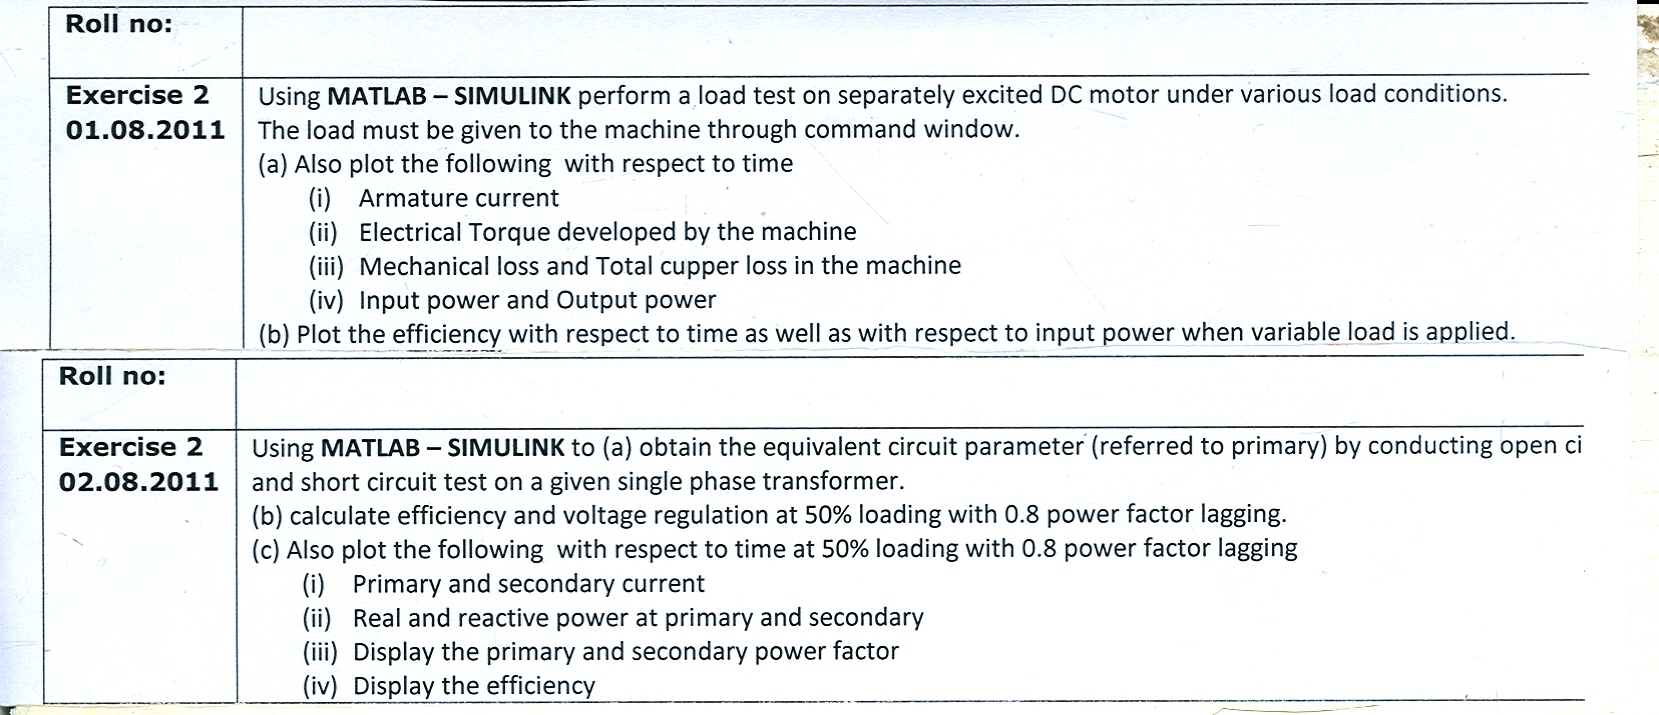 Roll no:
Exercise 2
01.08.2011
Using MATLAB – SIMULINK perform a load test on separately excited DC motor under various load conditions.
The load must be given to the machine through command window.
(a) Also plot the following with respect to time
(i) Armature current
(ii) Electrical Torque developed by the machine
(iii) Mechanical loss and Total cupper loss in the machine
(iv) Input power and Output power
(b) Plot the efficiency with respect to time as well as with respect to input power when variable load is applied.
Roll no:
Exercise 2
02.08.2011
Using MATLAB – SIMULINK to (a) obtain the equivalent circuit parameter (referred to primary) by conducting open ci
and short circuit test on a given single phase transformer.
(b) calculate efficiency and voltage regulation at 50% loading with 0.8 power factor lagging.
(c) Also plot the following with respect to time at 50% loading with 0.8 power factor lagging
(i) Primary and secondary current
(ii) Real and reactive power at primary and secondary
(iii) Display the primary and secondary power factor
(iv) Display the efficiency